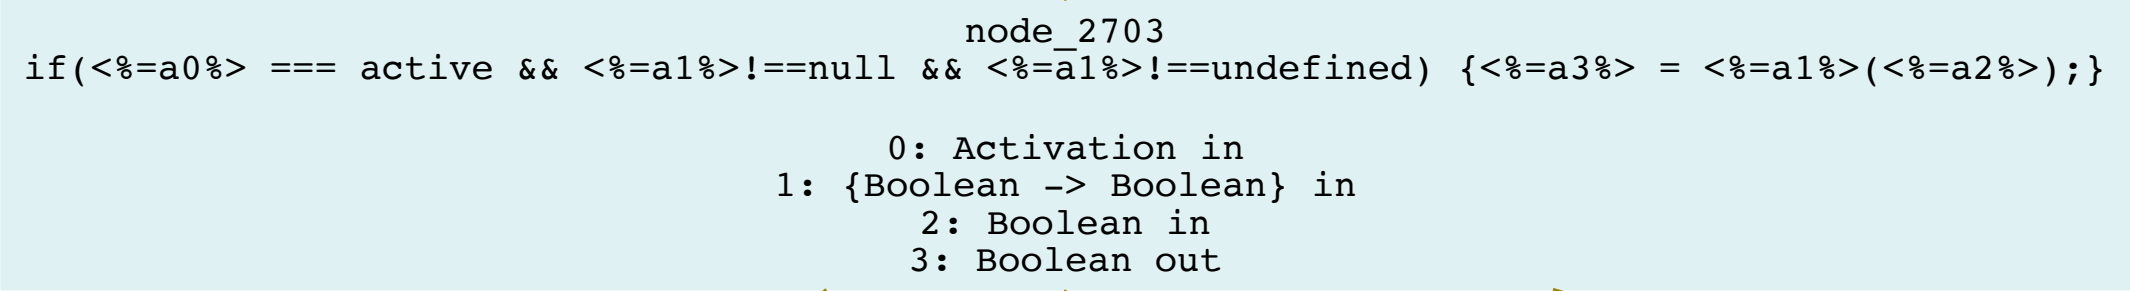 node_2703
if(<%=a0%> === active && <%=a1%>!==null && <%=a1%>!==undefined) {<%=a3%> = <%=a1%>(<%=a2%>);}
0: Activation in
1: {Boolean -> Boolean} in
2: Boolean in
3: Boolean out